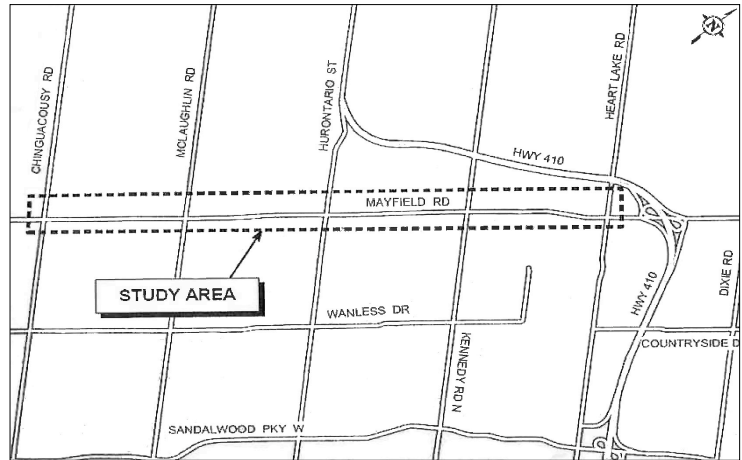 CHINGUACOUSY RD
MCLAUGHLIN RD
HURONTARIO ST
HEART LAKE RD
N
HWY 410
MAYFIELD RD
STUDY AREA
WANLESS DR
KENNEDY RD N
HWY 410
DIXIE RD
COUNTRYSIDE D
SANDALWOOD PKY W